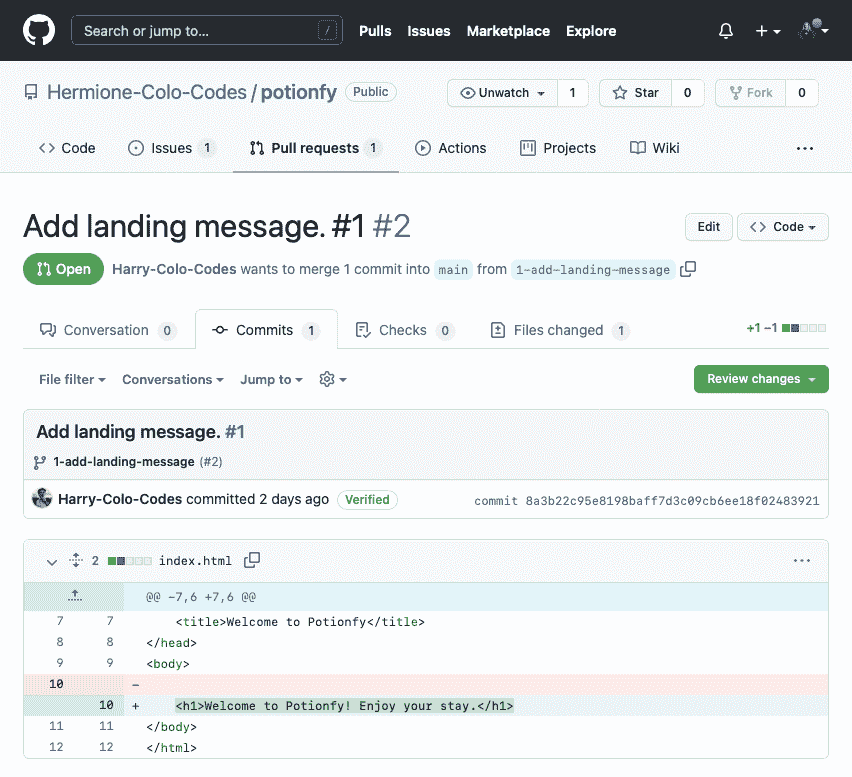 Search or jump to... / Pulls Issues Marketplace Explore
Hermione-Colo-Codes / potionfy Public Unwatch 1 Star 0 Fork 0
Code Issues 1 Pull requests 1 Actions Projects Wiki ...
Add landing message. #1 #2 Edit Code
Open Harry-Colo-Codes wants to merge 1 commit into main from 1-add-landing-message
Conversation 0 Commits 1 Checks 0 Files changed 1 +1 −1
File filter Conversations Jump to Review changes
Add landing message. #1
1-add-landing-message (#2)
Harry-Colo-Codes committed 2 days ago Verified commit 8a3b22c95e8198baff7d3c09cb6ee18f02483921
2 index.html ...
@@ -7,6 +7,6 @@
7 7 <title>Welcome to Potionfy</title>
8 8 </head>
9 9 <body>
10 -
10 + <h1>Welcome to Potionfy! Enjoy your stay.</h1>
11 11 </body>
12 12 </html>